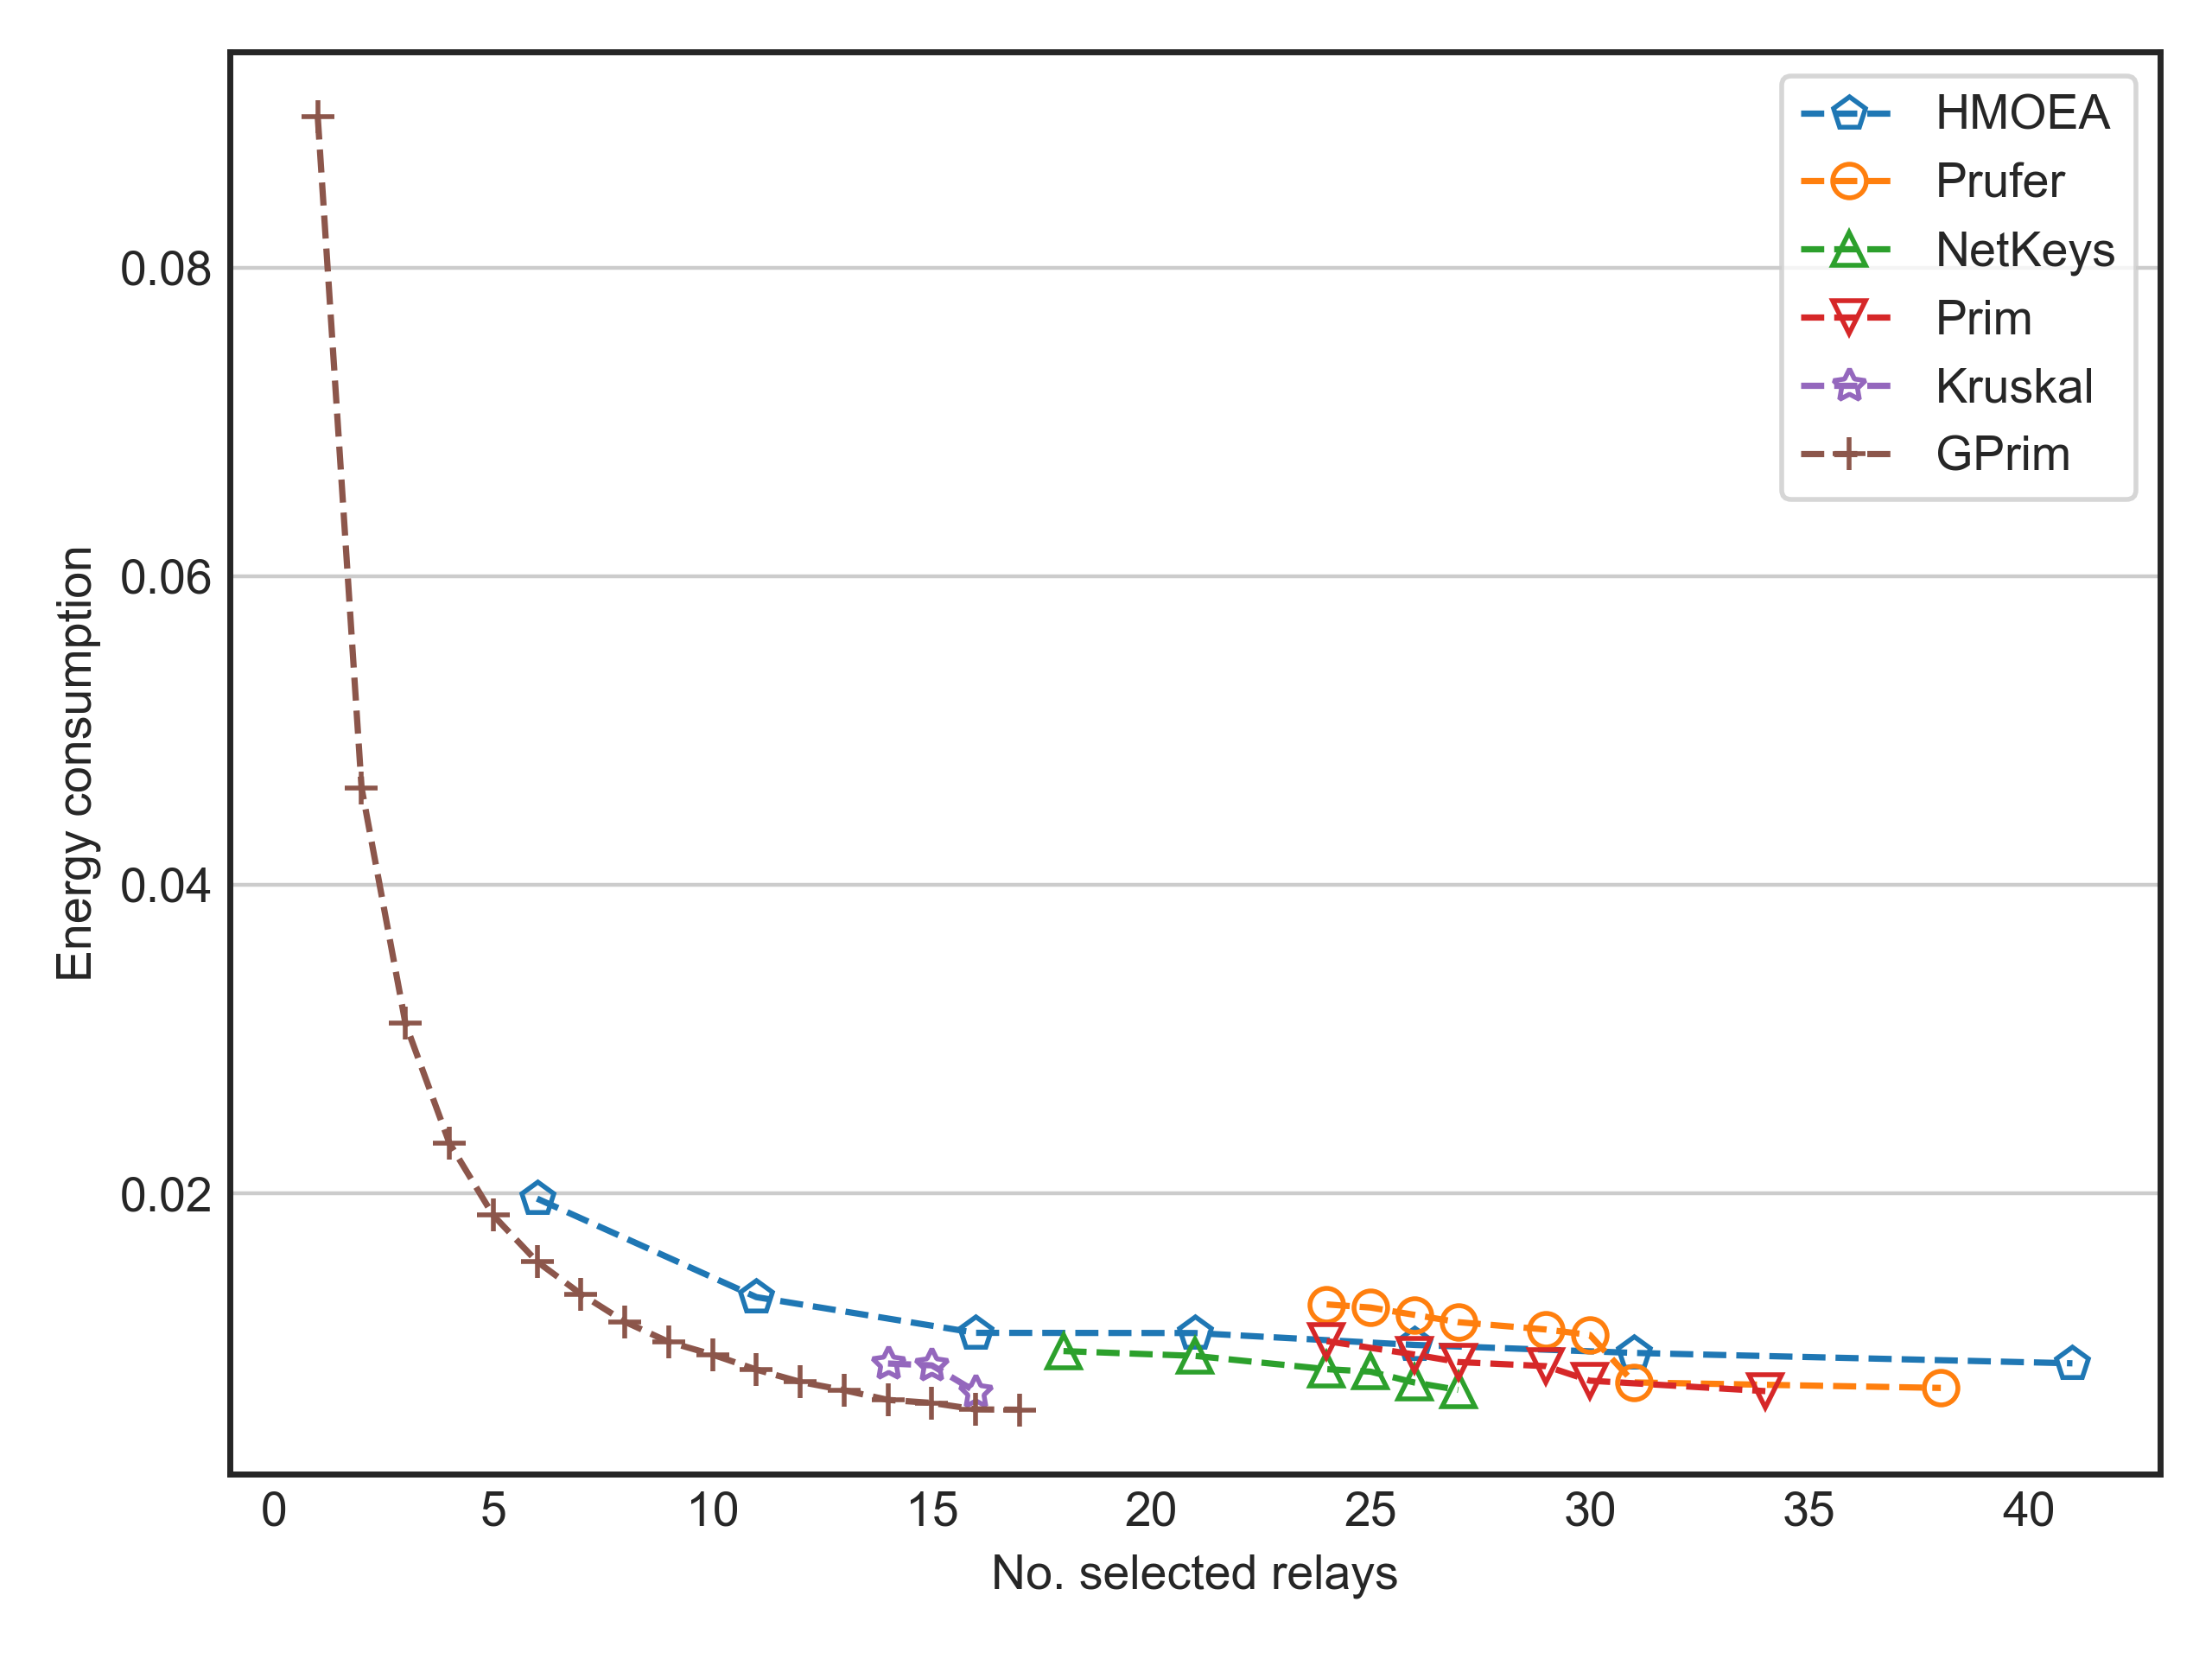 HMOEA
Prufer
NetKeys
Prim
Kruskal
GPrim
Energy consumption
0.08
0.06
0.04
0.02
0 5 10 15 20 25 30 35 40
No. selected relays